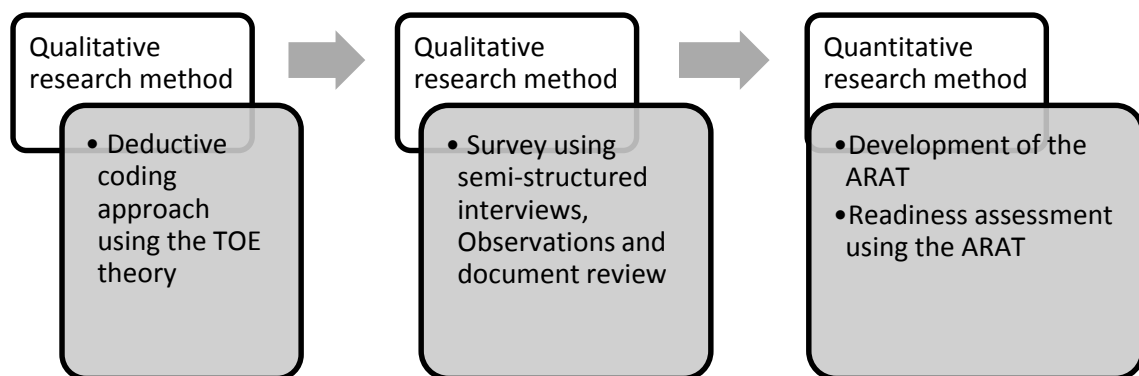 Qualitative
research method
• Deductive
coding
approach
using the TOE
theory
Qualitative
research method
• Survey using
semi-structured
interviews,
Observations and
document review
Quantitative
research method
•Development of the
ARAT
•Readiness assessment
using the ARAT